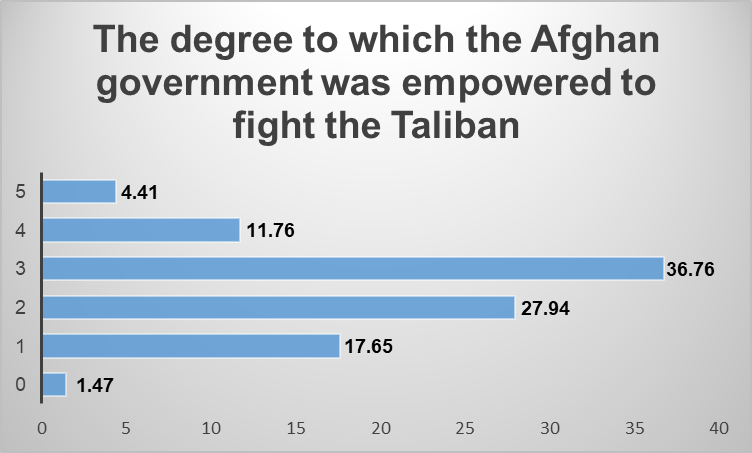 The degree to which the Afghan
government was empowered to
fight the Taliban
5 4.41
4 11.76
3 36.76
2 27.94
1 17.65
0 1.47
0 5 10 15 20 25 30 35 40